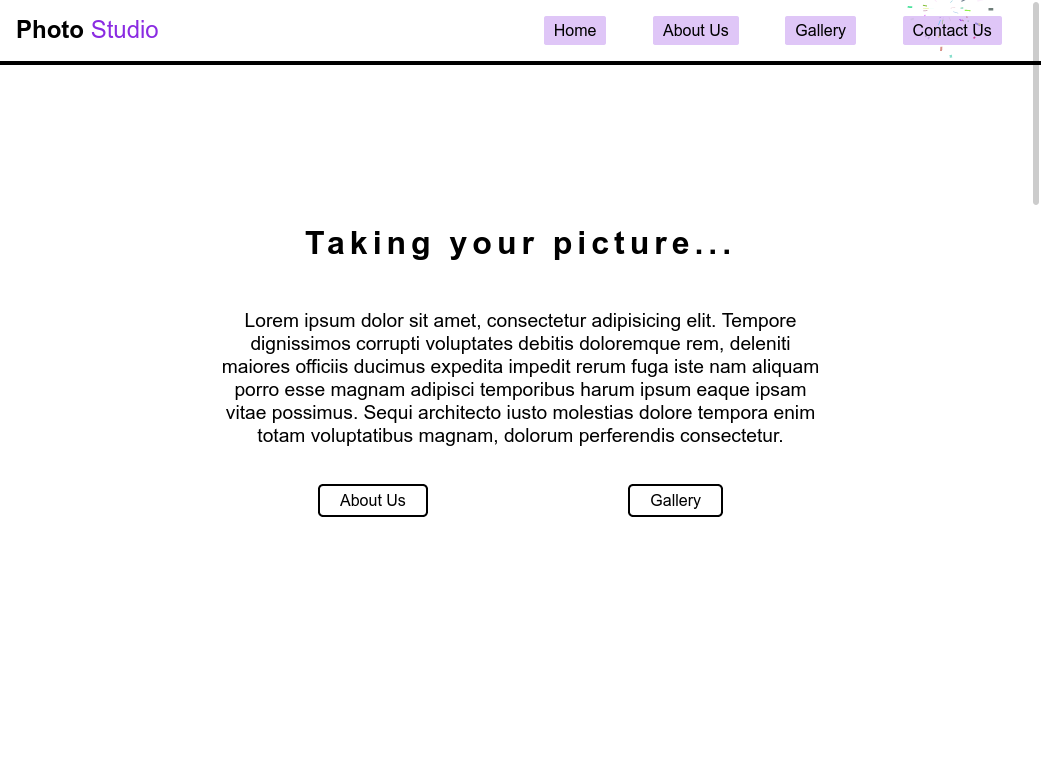 Photo Studio
Home
About Us
Gallery
Contact Us
Taking your picture...
Lorem ipsum dolor sit amet, consectetur adipisicing elit. Tempore
dignissimos corrupti voluptates debitis doloremque rem, deleniti
maiores officiis ducimus expedita impedit rerum fuga iste nam aliquam
porro esse magnam adipisci temporibus harum ipsum eaque ipsam
vitae possimus. Sequi architecto iusto molestias dolore tempora enim
totam voluptatibus magnam, dolorum perferendis consectetur.
About Us
Gallery